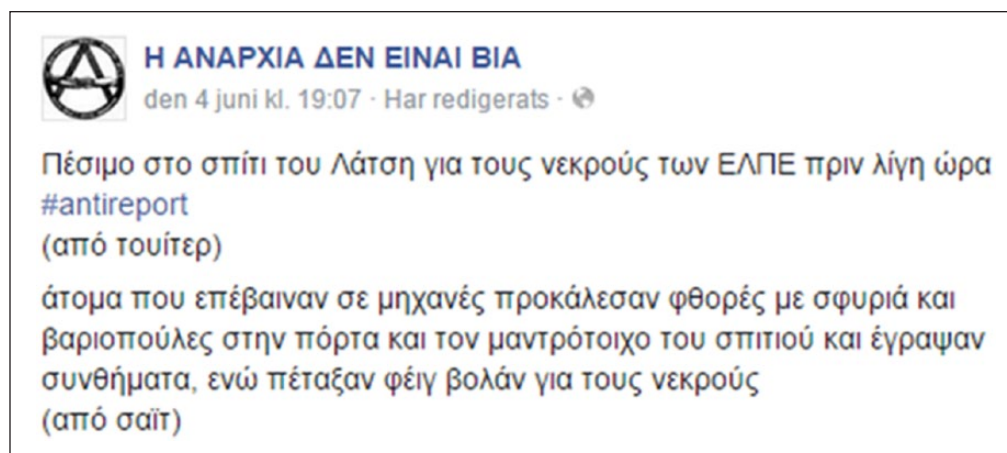 Η ΑΝΑΡΧΙΑ ΔΕΝ ΕΙΝΑΙ ΒΙΑ
den 4 juni kl. 19:07 · Har redigerats ·
Πέσιμο στο σπίτι του Λάτση για τους νεκρούς των ΕΛΠΕ πριν λίγη ώρα
#antireport
(από τουίτερ)
άτομα που επέβαιναν σε μηχανές προκάλεσαν φθορές με σφυριά και
βαριοπούλες στην πόρτα και τον μαντρότοιχο του σπιτιού και έγραψαν
συνθήματα, ενώ πέταξαν φέιγ βολάν για τους νεκρούς
(από σαϊτ)